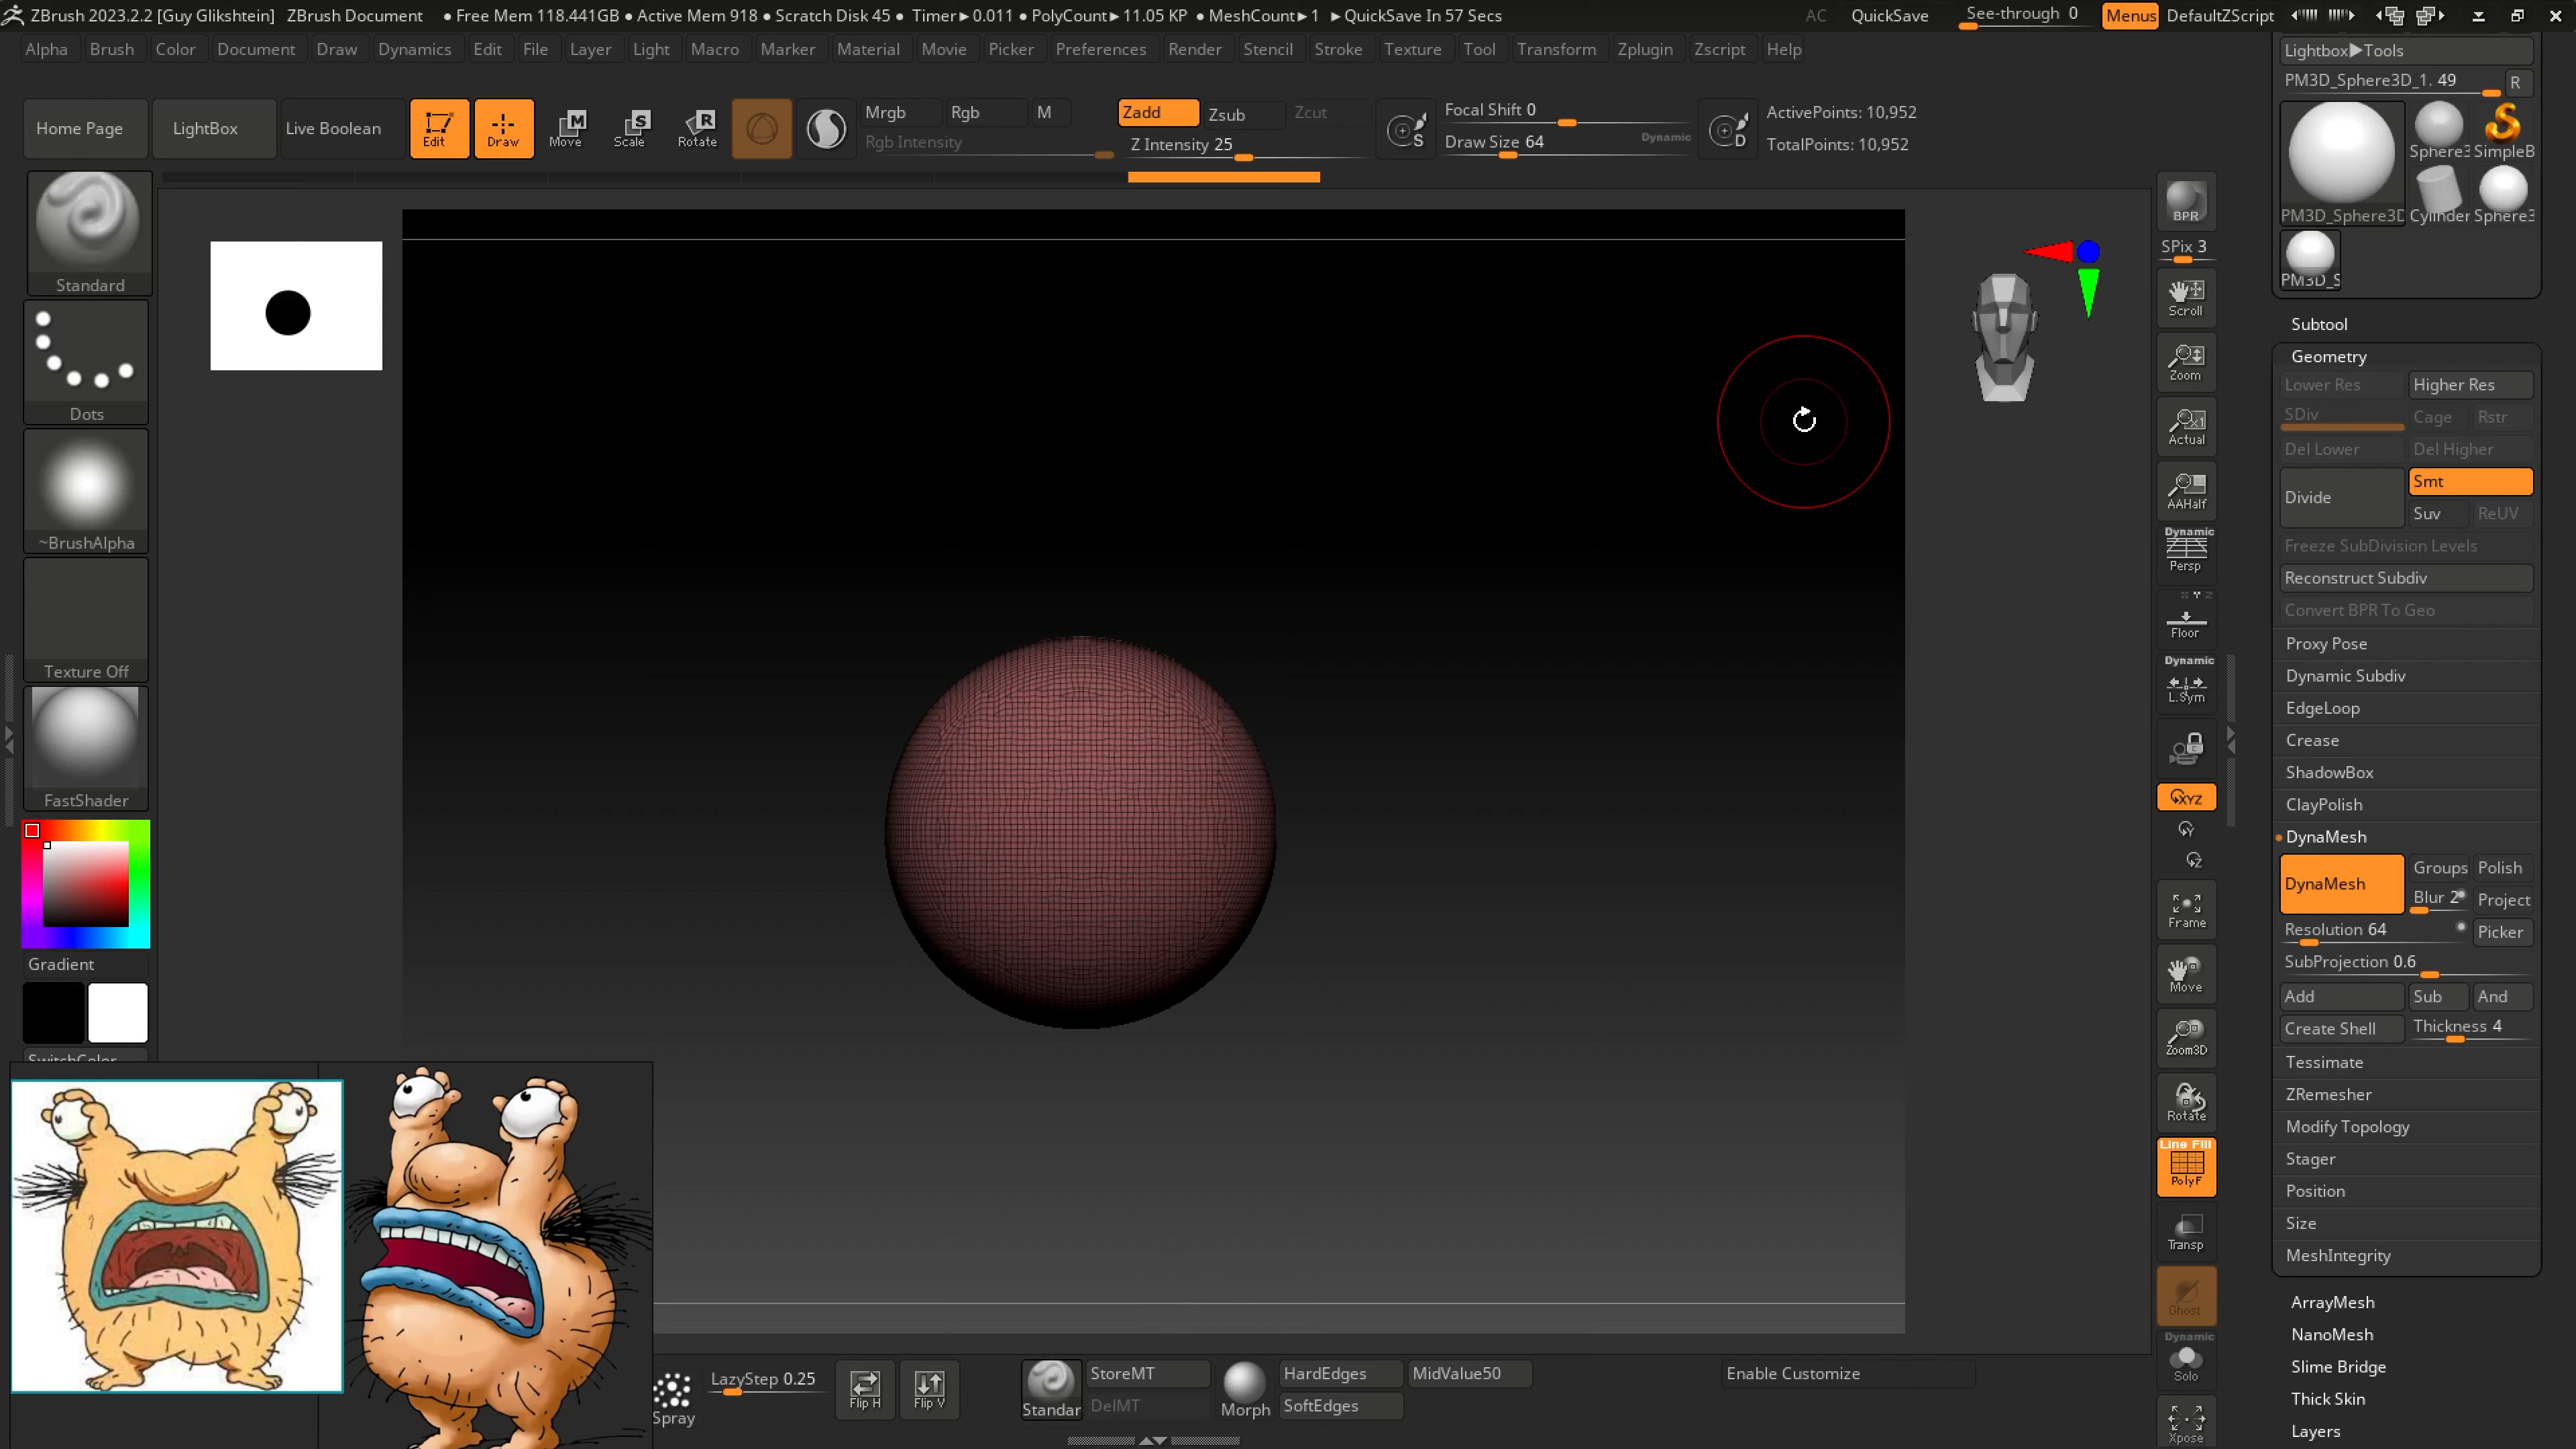 ZBrush 2023.2.2 [Guy Glikshtein] ZBrush Document • Free Mem 118.441GB • Active Mem 918 • Scratch Disk 45 • Timer►0.011 • PolyCount►11.05 KP • MeshCount►1 ►QuickSave In 57 Secs AC QuickSave See-through 0 Menus DefaultZScript
Alpha Brush Color Document Draw Dynamics Edit File Layer Light Macro Marker Material Movie Picker Preferences Render Stencil Stroke Texture Tool Transform Zplugin Zscript Help
Home Page LightBox Live Boolean Edit Draw Move Scale Rotate
Mrgb Rgb M
Rgb Intensity
Zadd Zsub Zcut
Z Intensity 25
Focal Shift 0
Draw Size 64 Dynamic
ActivePoints: 10,952
TotalPoints: 10,952
Standard
Dots
~BrushAlpha
Texture Off
FastShader
Gradient
SwitchColor
Spray
LazyStep 0.25
Flip H
Flip V
Standar
StoreMT
DelMT
Morph
HardEdges
SoftEdges
MidValue50
Enable Customize
BPR
SPix 3
Scroll
Zoom
Actual
AAHalf
Dynamic
Persp
Floor
Dynamic
L.Sym
XYZ
Y
Z
Frame
Move
Zoom3D
Rotate
Line Fill
PolyF
Transp
Ghost
Dynamic
Solo
Xpose
Lightbox►Tools
PM3D_Sphere3D_1. 49 R
Sphere3 SimpleB
PM3D_Sphere3D Cylinder Sphere3
PM3D_S
Subtool
Geometry
Lower Res Higher Res
SDiv Cage Rstr
Del Lower Del Higher
Divide Smt
Suv ReUV
Freeze SubDivision Levels
Reconstruct Subdiv
Convert BPR To Geo
Proxy Pose
Dynamic Subdiv
EdgeLoop
Crease
ShadowBox
ClayPolish
DynaMesh
DynaMesh Groups Polish
Blur 2 Project
Resolution 64 Picker
SubProjection 0.6
Add Sub And
Create Shell Thickness 4
Tessimate
ZRemesher
Modify Topology
Stager
Position
Size
MeshIntegrity
ArrayMesh
NanoMesh
Slime Bridge
Thick Skin
Layers